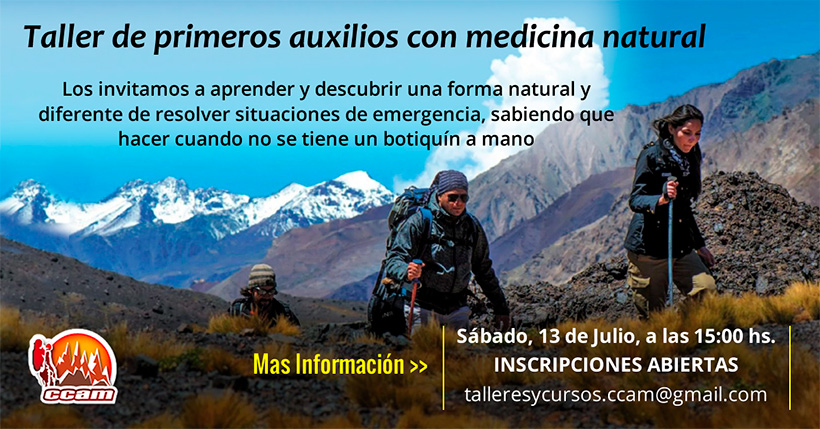 Taller de primeros auxilios con medicina natural
Los invitamos a aprender y descubrir una forma natural y
diferente de resolver situaciones de emergencia, sabiendo que
hacer cuando no se tiene un botiquín a mano
Sábado, 13 de Julio, a las 15:00 hs.
Mas Información >>
INSCRIPCIONES ABIERTAS
talleresycursos.ccam@gmail.com
ccam